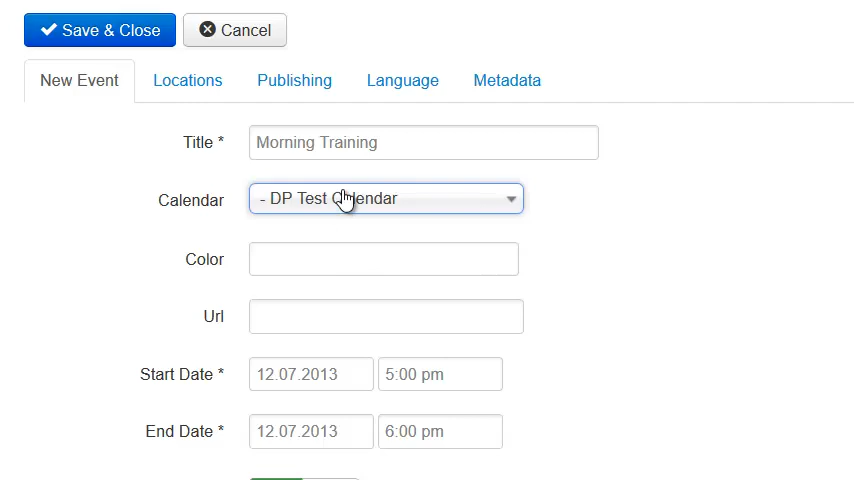 Save & Close Cancel
New Event Locations Publishing Language Metadata
Title * Morning Training
Calendar - DP Test Calendar
Color
Url
Start Date * 12.07.2013 5:00 pm
End Date * 12.07.2013 6:00 pm